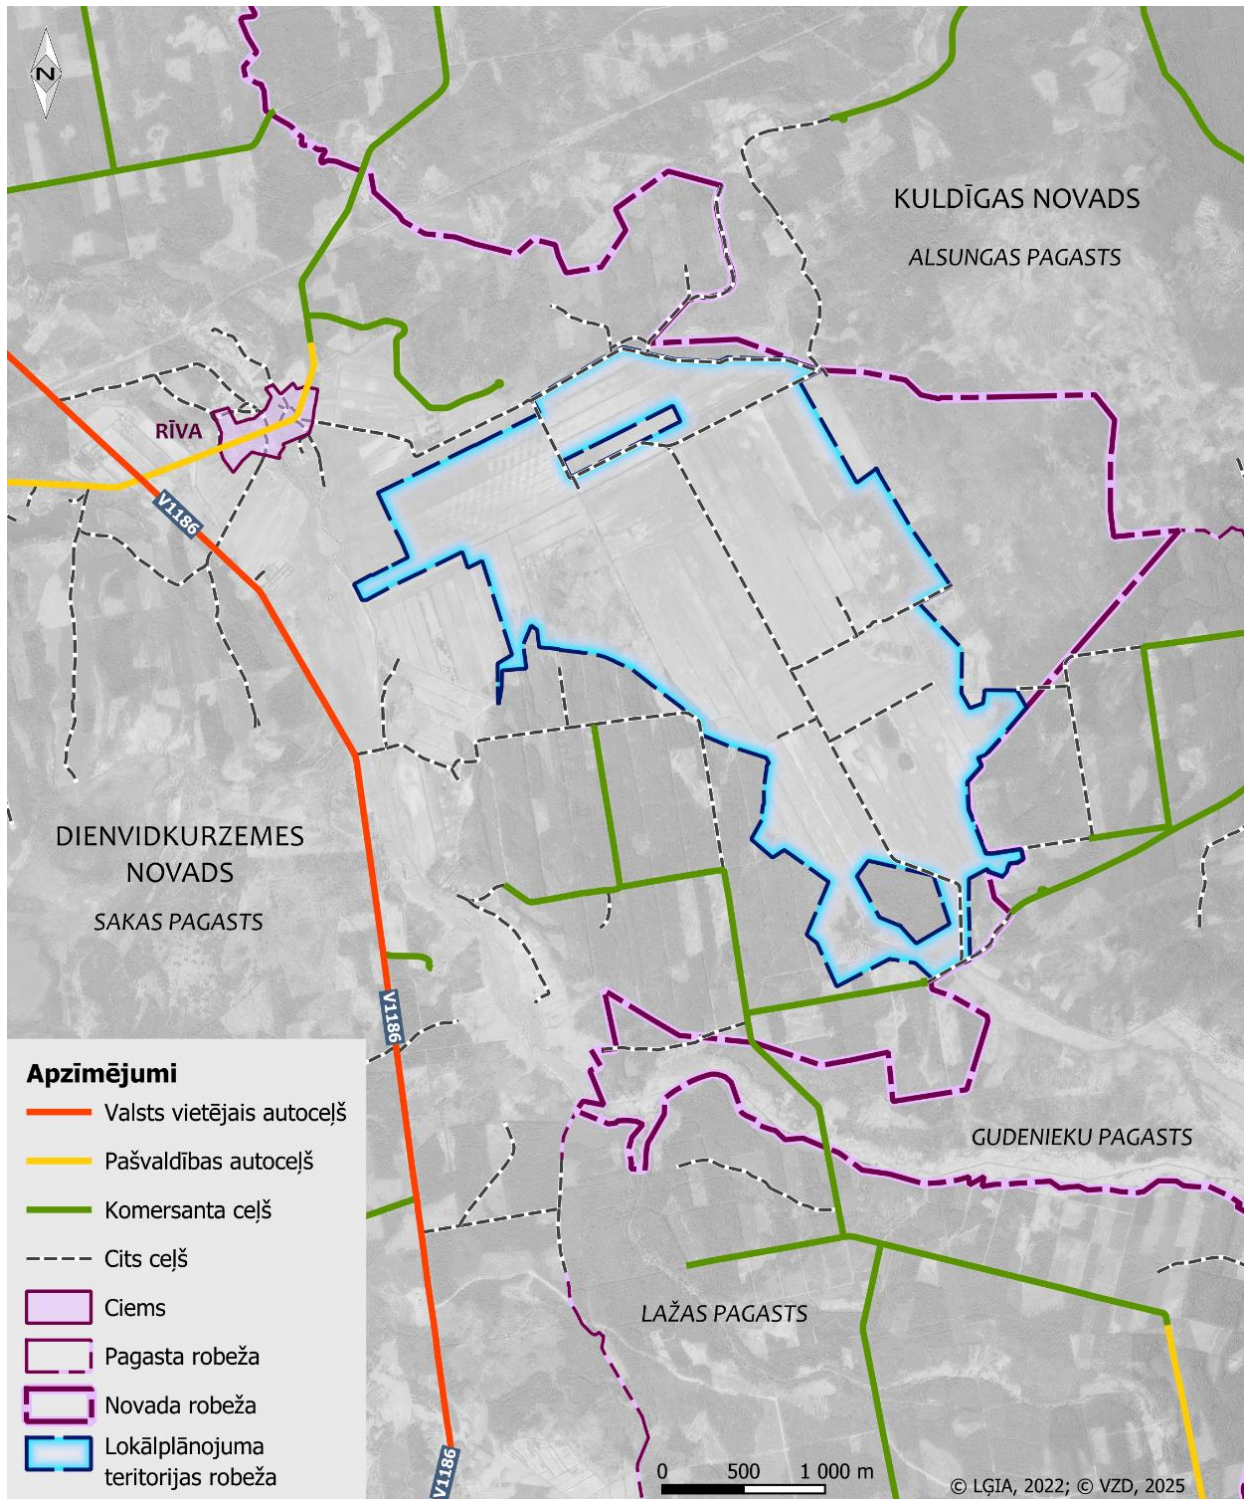 N
KULDĪGAS NOVADS
ALSUNGAS PAGASTS
RĪVA
V1186
DIENVIDKURZEMES
NOVADS
SAKAS PAGASTS
V1186
GUDENIEKU PAGASTS
LAŽAS PAGASTS
V1186
Apzīmējumi
Valsts vietējais autoceļš
Pašvaldības autoceļš
Komersanta ceļš
Cits ceļš
Ciems
Pagasta robeža
Novada robeža
Lokālplānojuma
teritorijas robeža
0 500 1 000 m
© LĢIA, 2022; © VZD, 2025